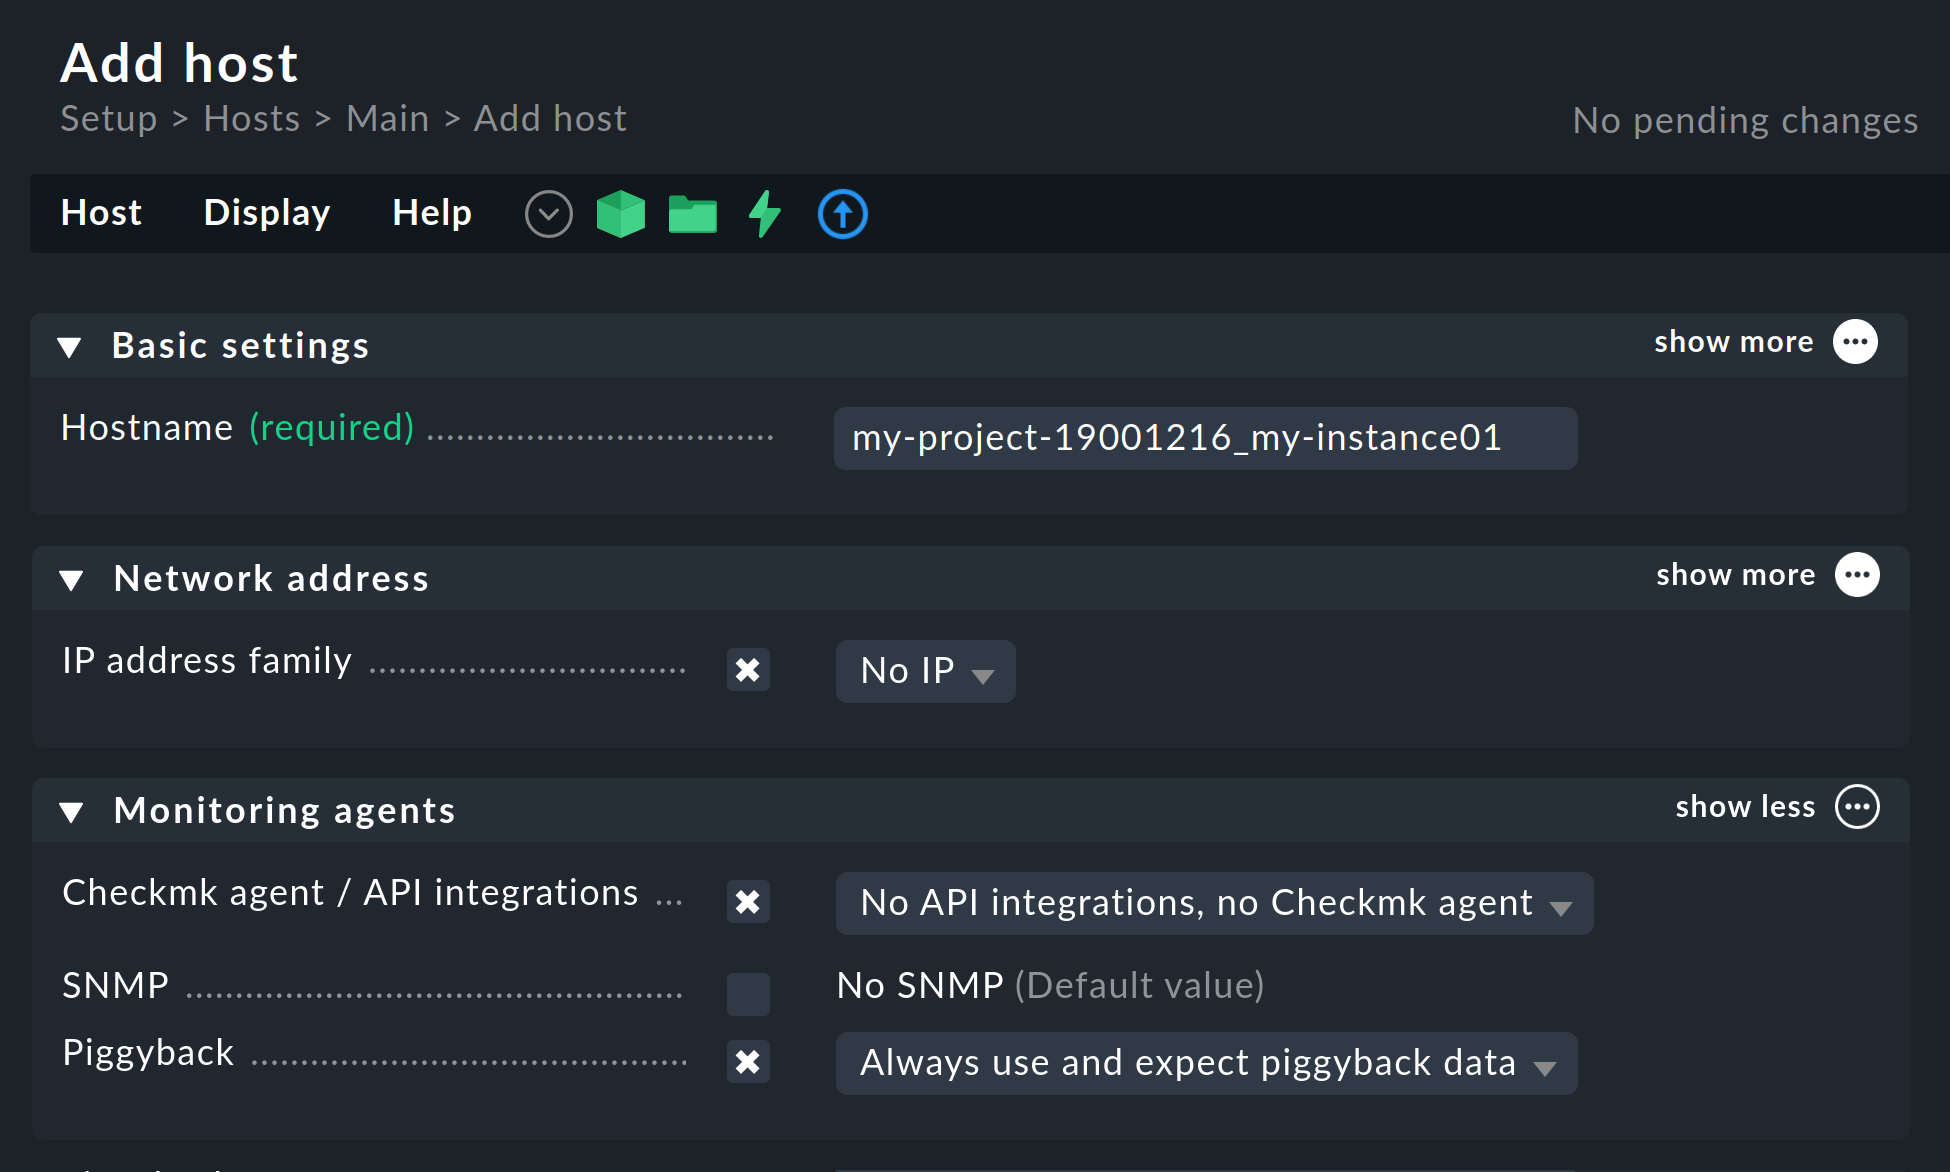 Add host
Setup > Hosts > Main > Add host
No pending changes
Host Display Help
Basic settings show more
Hostname (required) my-project-19001216_my-instance01
Network address show more
IP address family No IP
Monitoring agents show less
Checkmk agent / API integrations No API integrations, no Checkmk agent
SNMP No SNMP (Default value)
Piggyback Always use and expect piggyback data